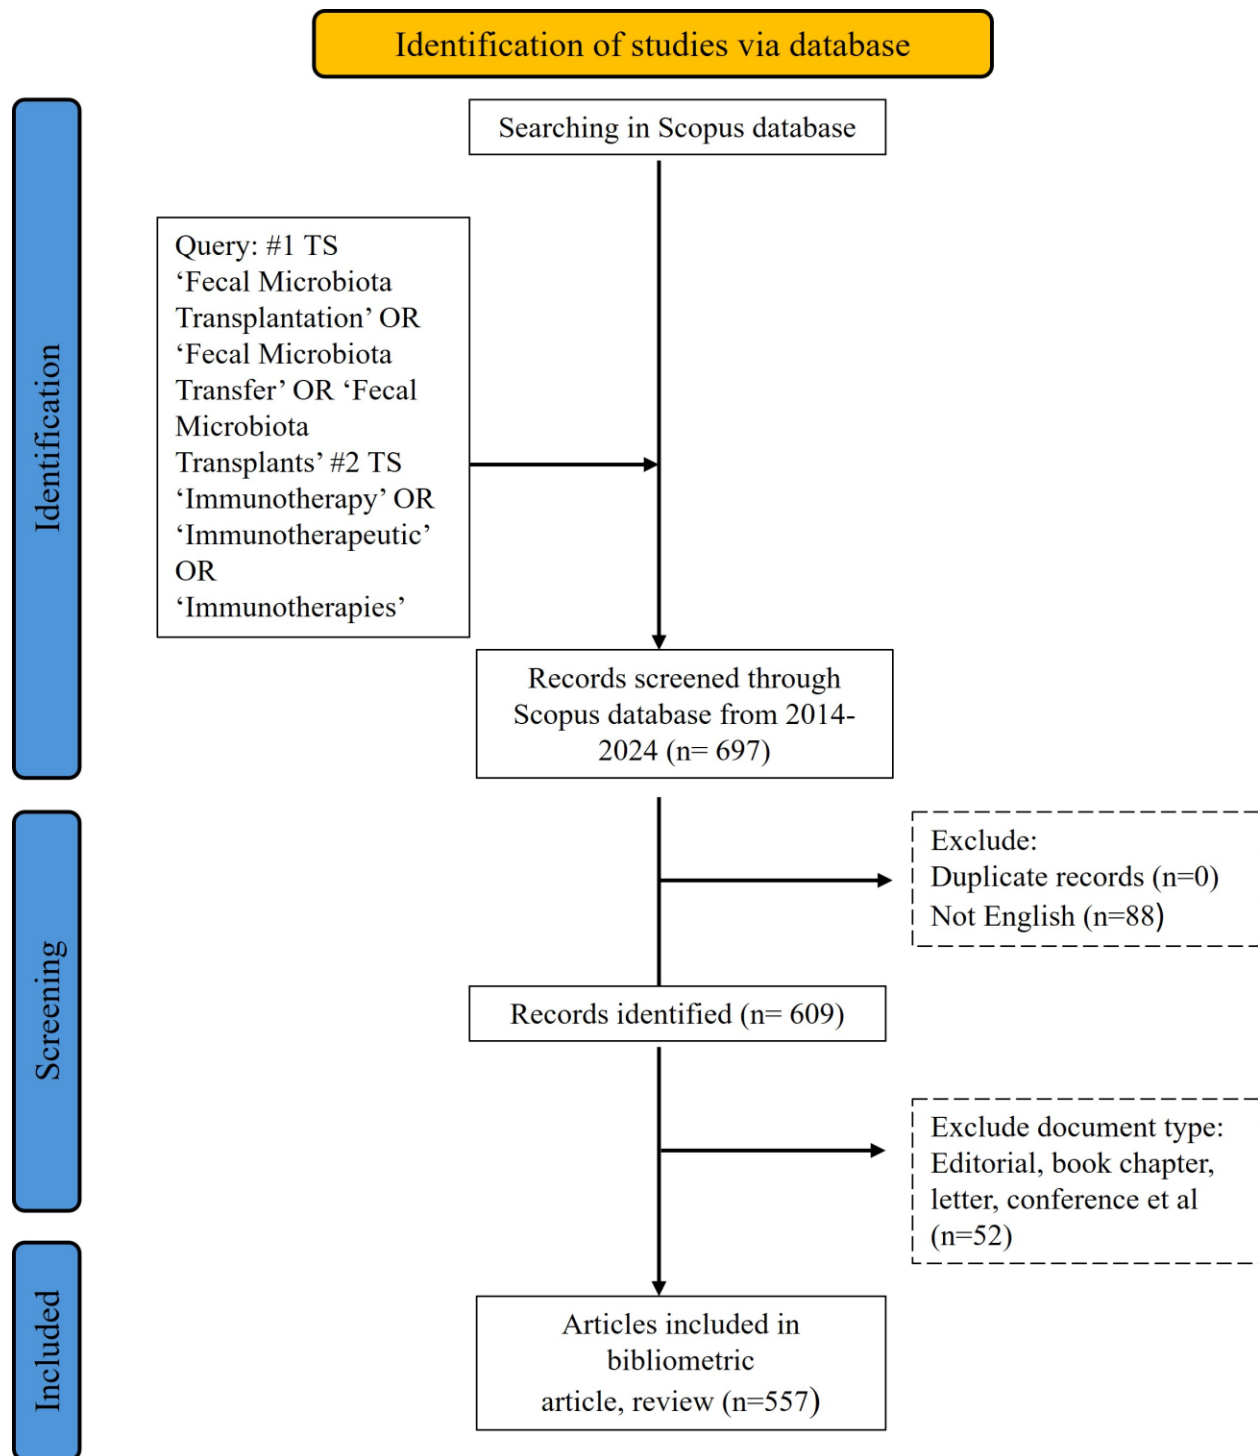 Identification of studies via database
Identification
Searching in Scopus database
Query: #1 TS
‘Fecal Microbiota
Transplantation’ OR
‘Fecal Microbiota
Transfer’ OR ‘Fecal
Microbiota
Transplants’ #2 TS
‘Immunotherapy’ OR
‘Immunotherapeutic’
OR
‘Immunotherapies’
Records screened through
Scopus database from 2014-
2024 (n= 697)
Screening
Exclude:
Duplicate records (n=0)
Not English (n=88)
Records identified (n= 609)
Exclude document type:
Editorial, book chapter,
letter, conference et al
(n=52)
Included
Articles included in
bibliometric
article, review (n=557)